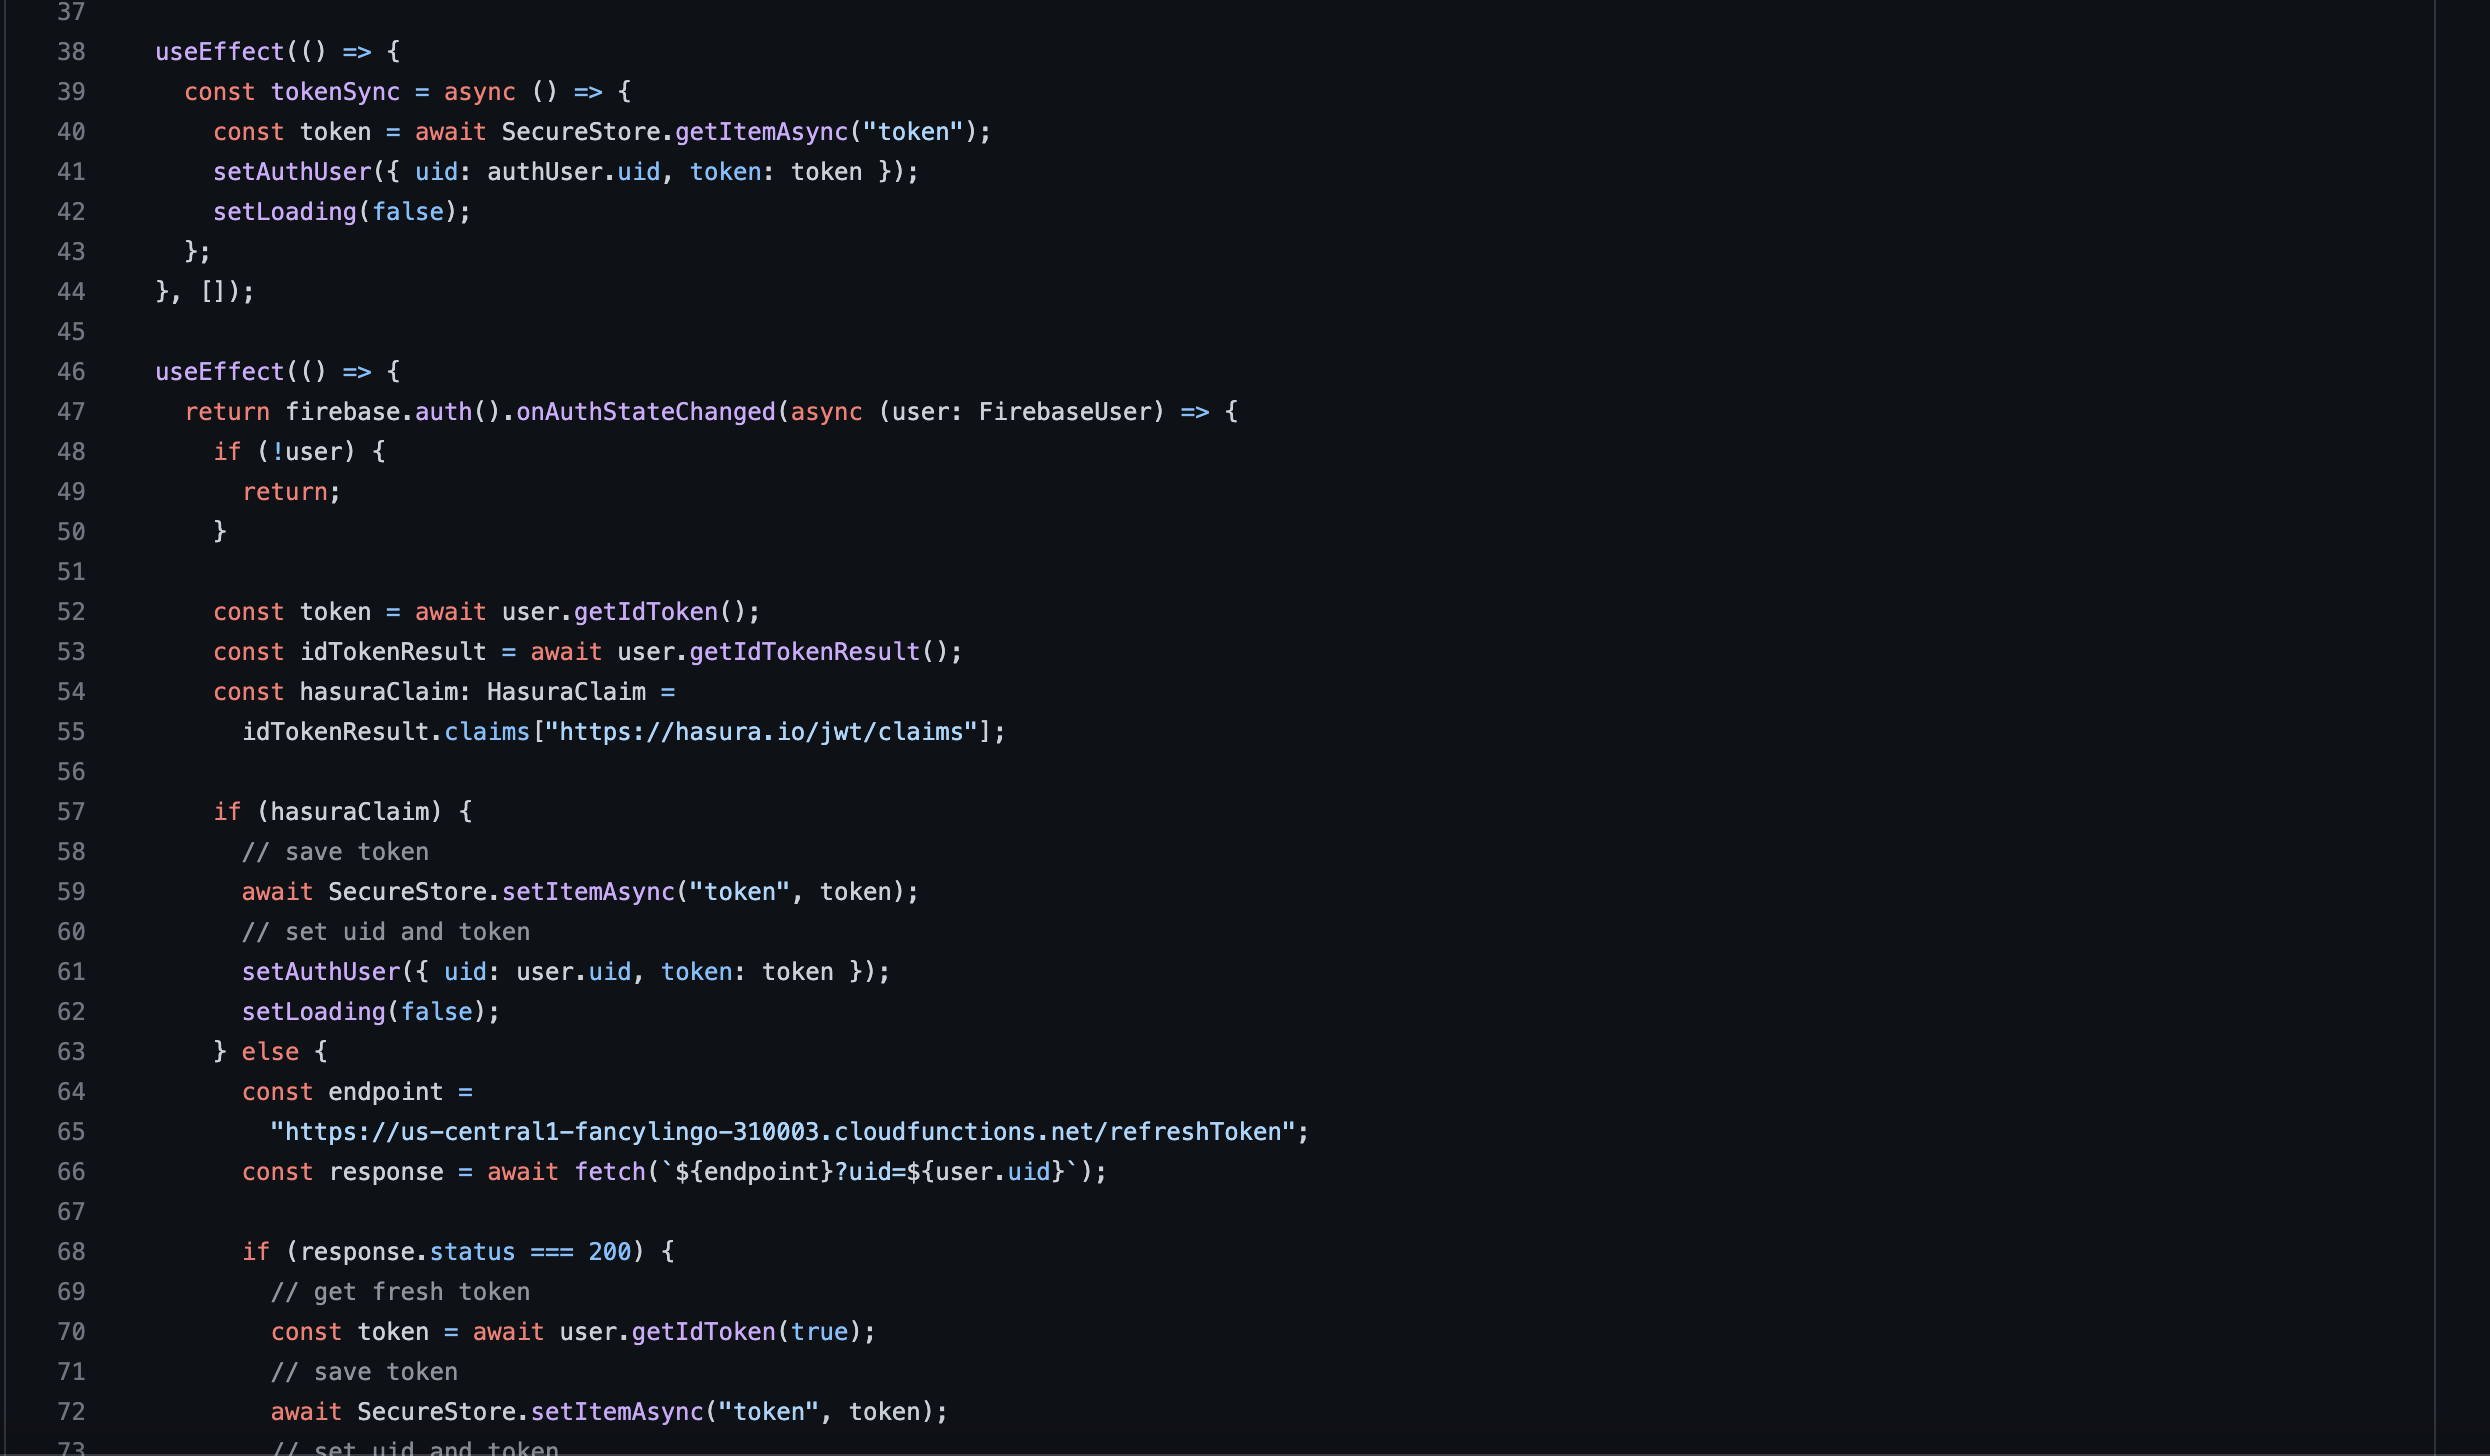 37
38 useEffect(() => {
39 const tokenSync = async () => {
40 const token = await SecureStore.getItemAsync("token");
41 setAuthUser({ uid: authUser.uid, token: token });
42 setLoading(false);
43 };
44 }, []);
45
46 useEffect(() => {
47 return firebase.auth().onAuthStateChanged(async (user: FirebaseUser) => {
48 if (!user) {
49 return;
50 }
51
52 const token = await user.getIdToken();
53 const idTokenResult = await user.getIdTokenResult();
54 const hasuraClaim: HasuraClaim =
55 idTokenResult.claims["https://hasura.io/jwt/claims"];
56
57 if (hasuraClaim) {
58 // save token
59 await SecureStore.setItemAsync("token", token);
60 // set uid and token
61 setAuthUser({ uid: user.uid, token: token });
62 setLoading(false);
63 } else {
64 const endpoint =
65 "https://us-central1-fancylingo-310003.cloudfunctions.net/refreshToken";
66 const response = await fetch(`${endpoint}?uid=${user.uid}`);
67
68 if (response.status === 200) {
69 // get fresh token
70 const token = await user.getIdToken(true);
71 // save token
72 await SecureStore.setItemAsync("token", token);
73 // set uid and token